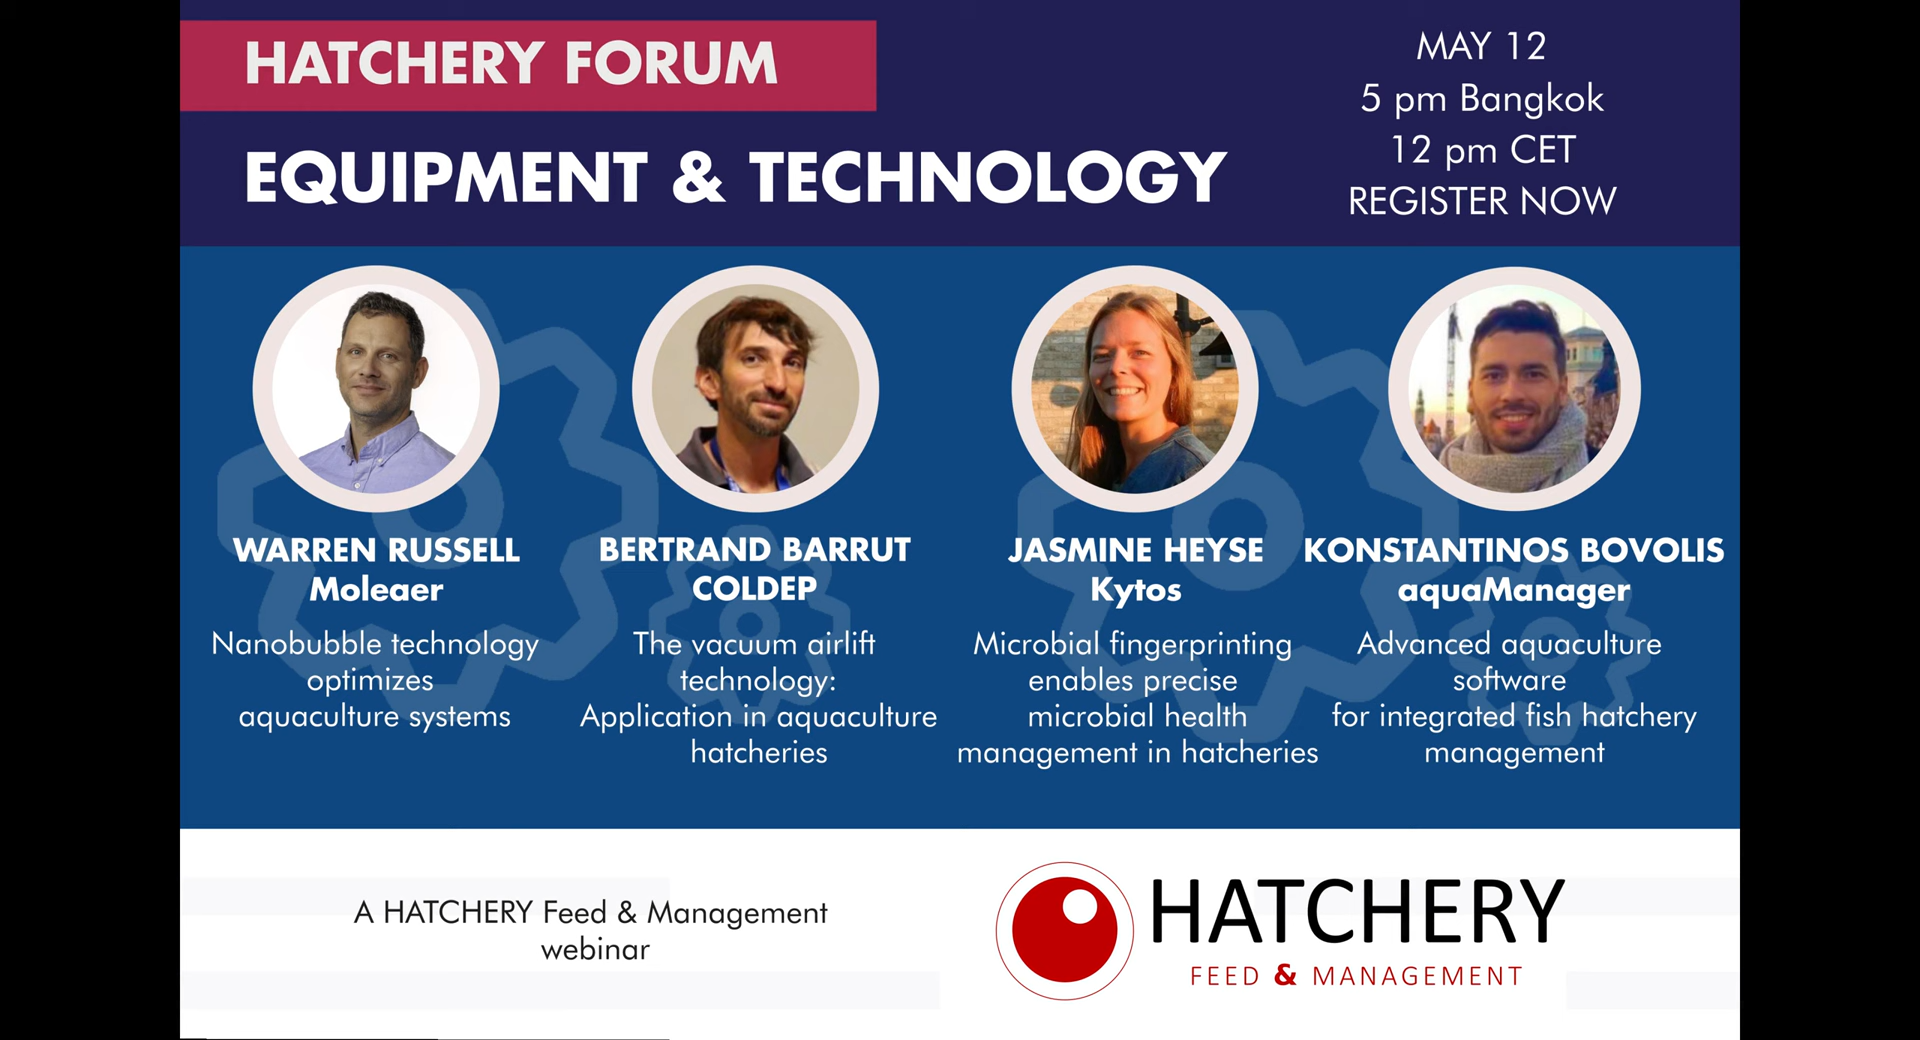 HATCHERY FORUM
EQUIPMENT & TECHNOLOGY
MAY 12
5 pm Bangkok
12 pm CET
REGISTER NOW
WARREN RUSSELL
Moleaer
Nanobubble technology
optimizes
aquaculture systems
BERTRAND BARRUT
COLDEP
The vacuum airlift
technology:
Application in aquaculture
hatcheries
JASMINE HEYSE
Kytos
Microbial fingerprinting
enables precise
microbial health
management in hatcheries
KONSTANTINOS BOVOLIS
aquaManager
Advanced aquaculture
software
for integrated fish hatchery
management
A HATCHERY Feed & Management
webinar
HATCHERY
FEED & MANAGEMENT